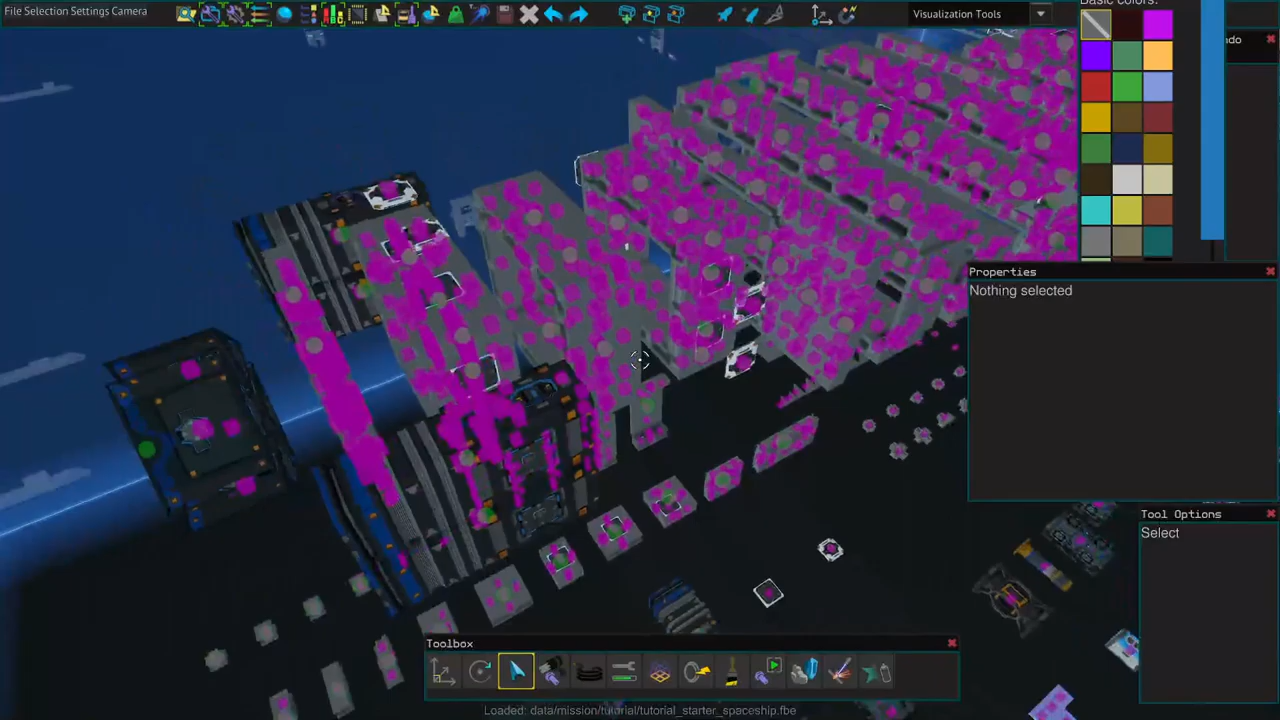 File Selection Settings Camera
Visualization Tools
Basic colors:
ndo
Properties
Nothing selected
Tool Options
Select
Toolbox
Loaded: data/mission/tutorial/tutorial_starter_spaceship.fbe